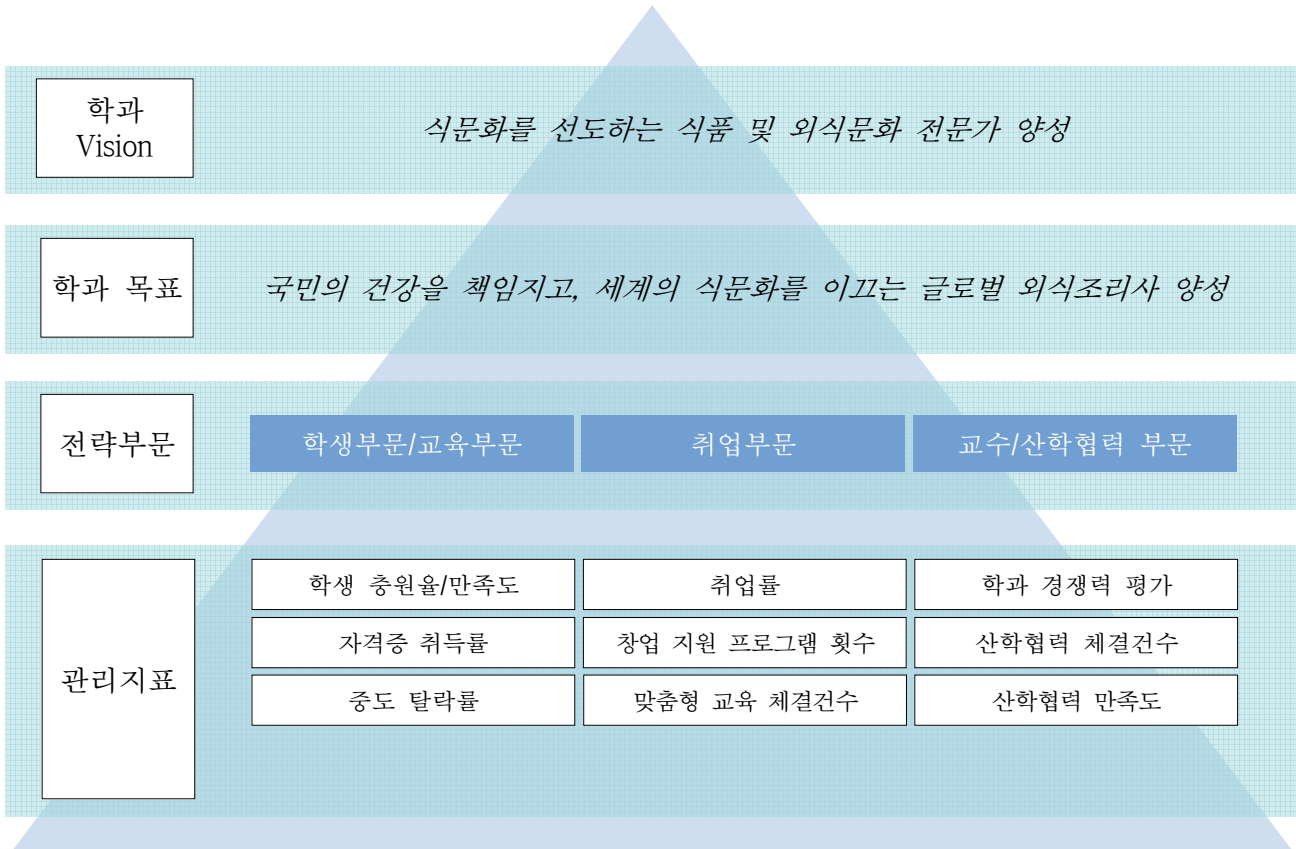 학과
Vision
식문화를 선도하는 식품 및 외식문화 전문가 양성
학과 목표
국민의 건강을 책임지고, 세계의 식문화를 이끄는 글로벌 외식조리사 양성
전략부문
학생부문/교육부문
취업부문
교수/산학협력 부문
관리지표
학생 충원율/만족도
취업률
학과 경쟁력 평가
자격증 취득률
창업 지원 프로그램 횟수
산학협력 체결건수
중도 탈락률
맞춤형 교육 체결건수
산학협력 만족도